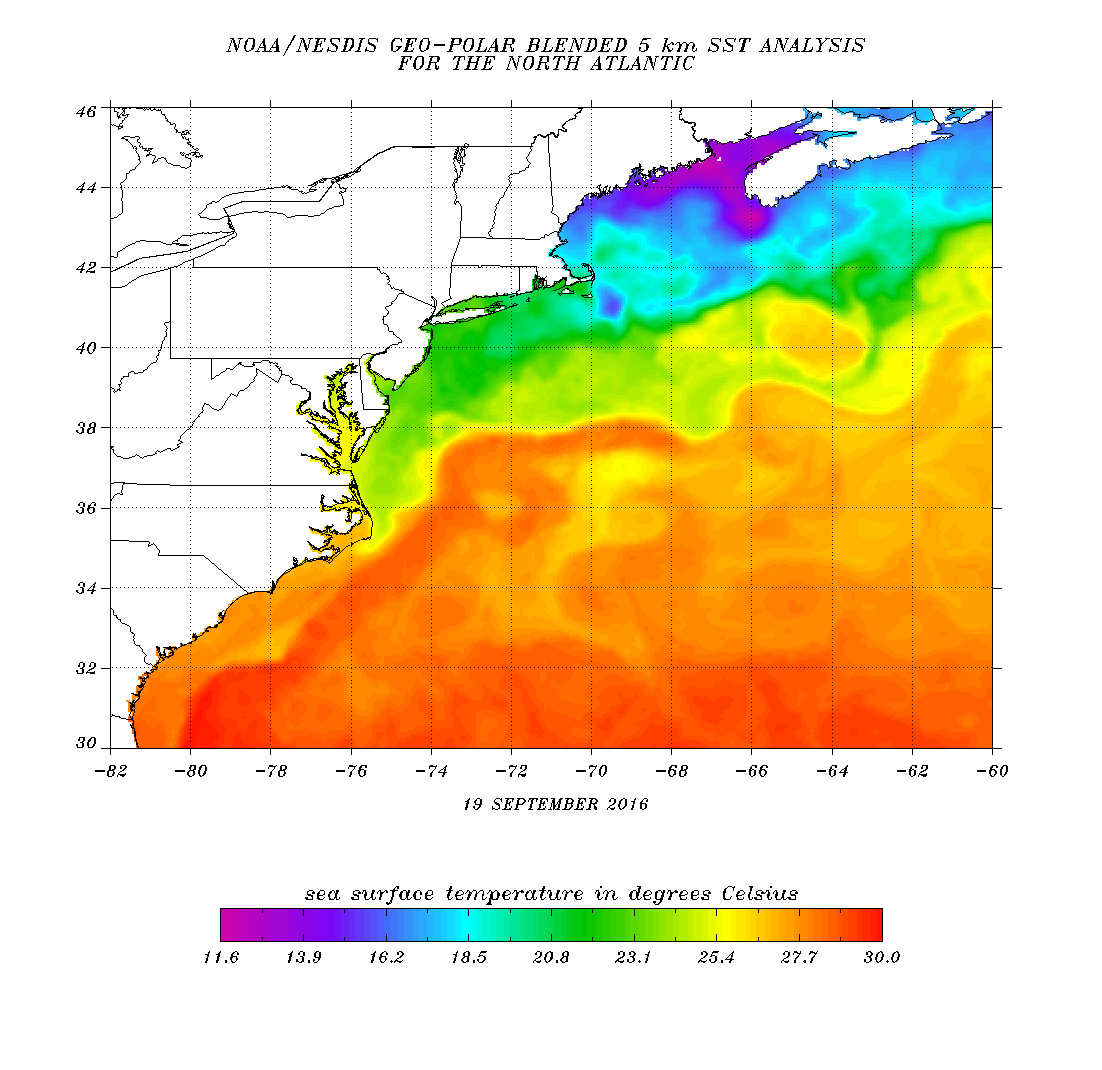 NOAA/NESDIS GEO-POLAR BLENDED 5 km SST ANALYSIS
FOR THE NORTH ATLANTIC
46
44
42
40
38
36
34
32
30
-82 -80 -78 -76 -74 -72 -70 -68 -66 -64 -62 -60
19 SEPTEMBER 2016
sea surface temperature in degrees Celsius
11.6 13.9 16.2 18.5 20.8 23.1 25.4 27.7 30.0